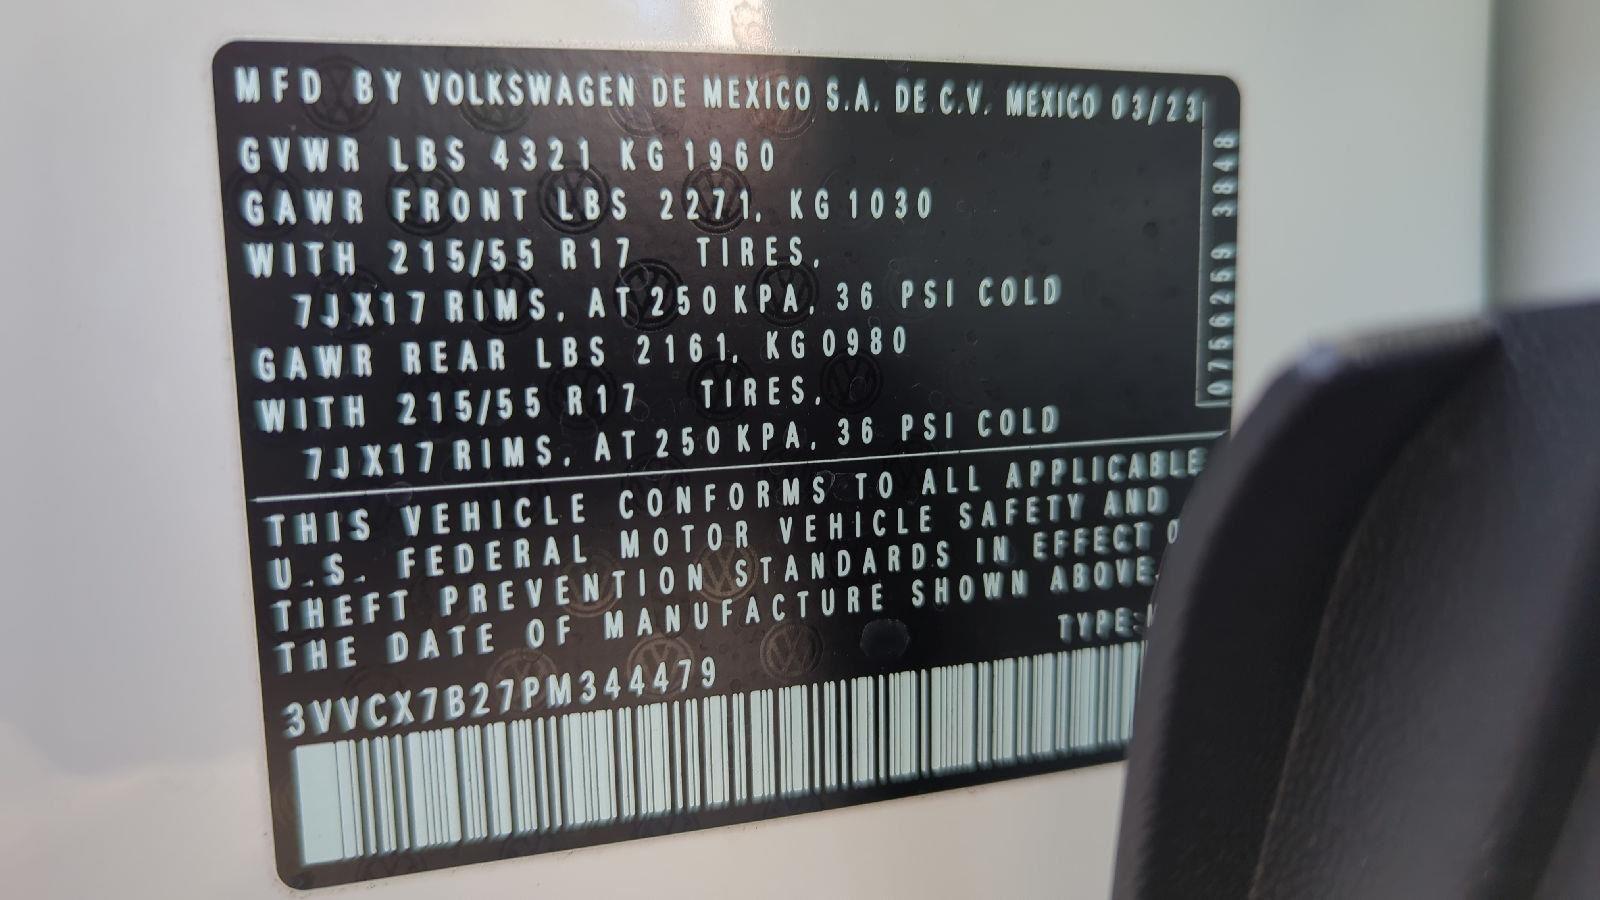 MFD BY VOLKSWAGEN DE MEXICO S.A. DE C.V. MEXICO 03/23
GVWR LBS 4321 KG 1960
GAWR FRONT LBS 2271, KG 1030
WITH 215/55 R17 TIRES,
7JX17 RIMS, AT 250 KPA, 36 PSI COLD
GAWR REAR LBS 2161, KG 0980
WITH 215/55 R17 TIRES,
7JX17 RIMS, AT 250 KPA, 36 PSI COLD
0756259 3848
THIS VEHICLE CONFORMS TO ALL APPLICABLE
U.S. FEDERAL MOTOR VEHICLE SAFETY AND
THEFT PREVENTION STANDARDS IN EFFECT
THE DATE OF MANUFACTURE SHOWN ABOVE.
TYPE:
3VVCX7B27PM344479